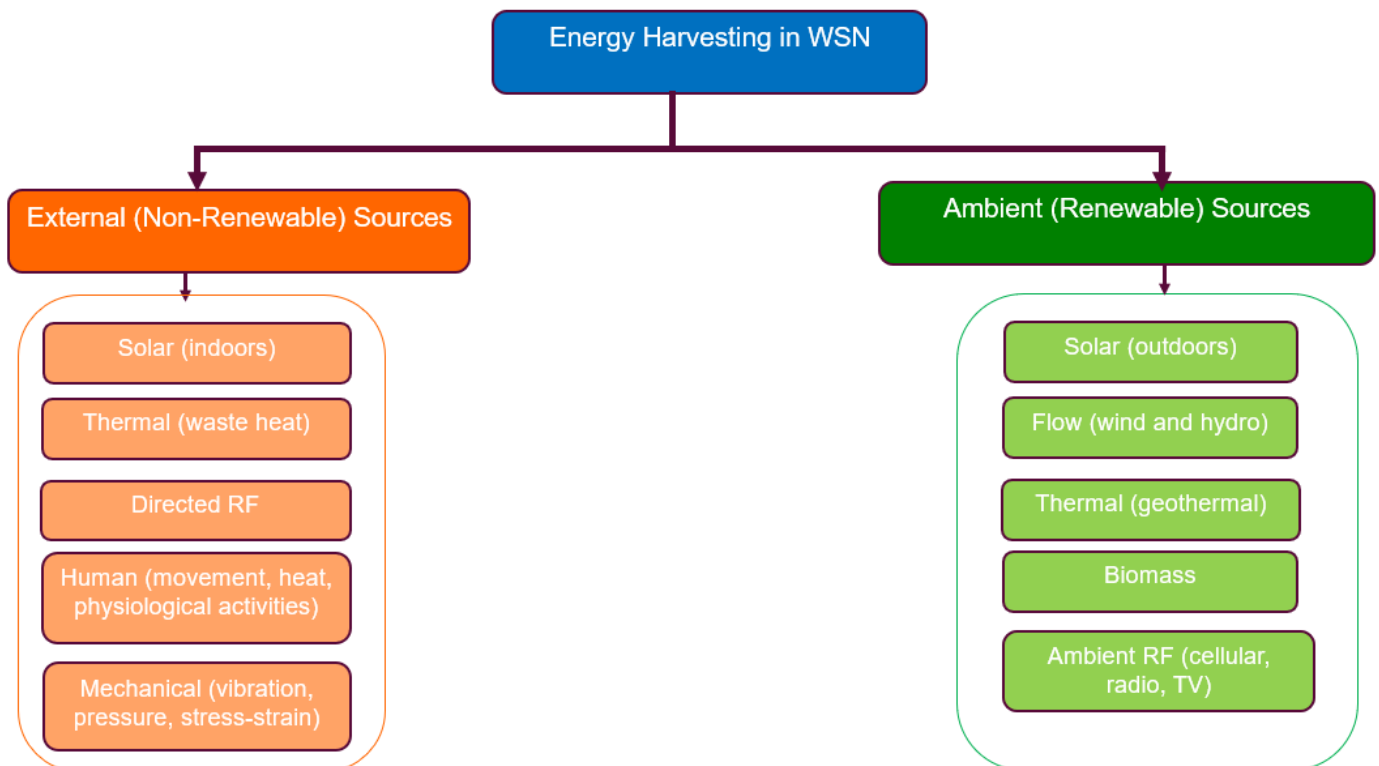 Energy Harvesting in WSN
External (Non-Renewable) Sources
Solar (indoors)
Thermal (waste heat)
Directed RF
Human (movement, heat,
physiological activities)
Mechanical (vibration,
pressure, stress-strain)
Ambient (Renewable) Sources
Solar (outdoors)
Flow (wind and hydro)
Thermal (geothermal)
Biomass
Ambient RF (cellular,
radio, TV)